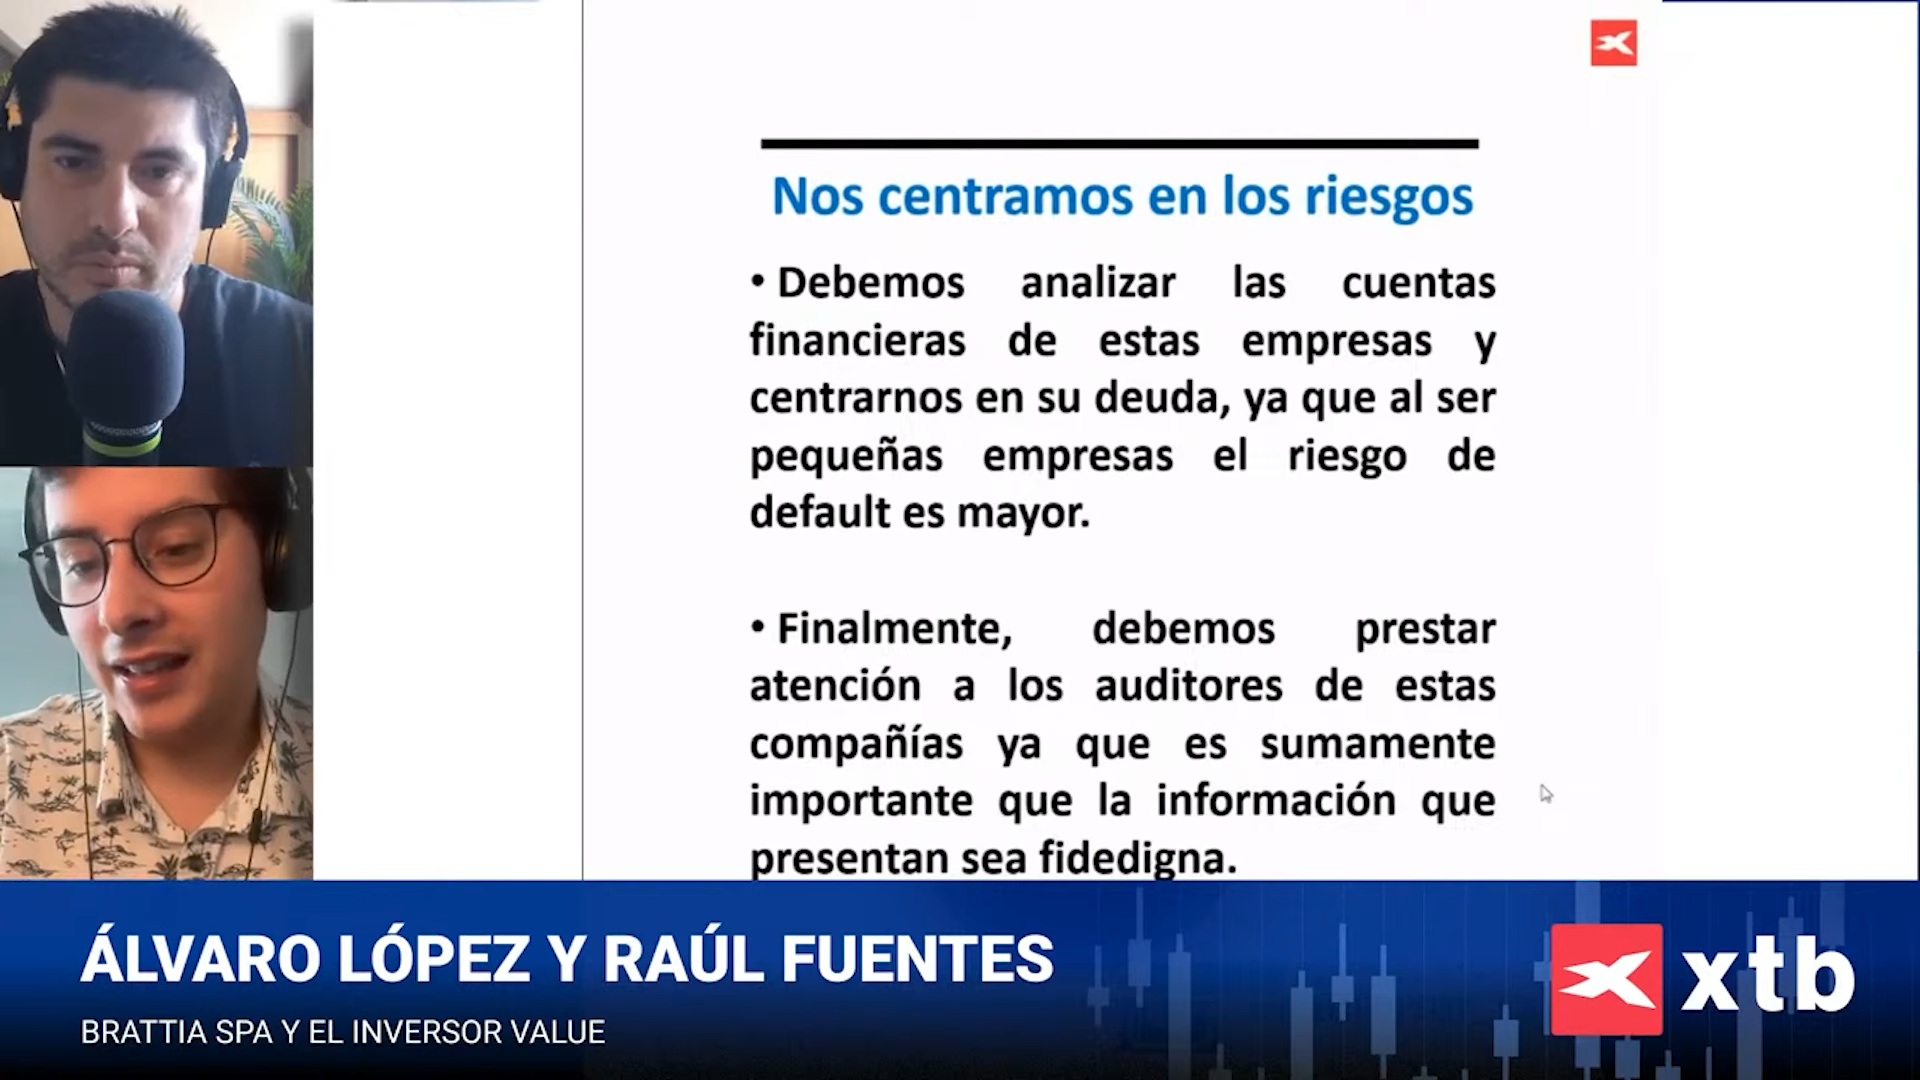 Nos centramos en los riesgos
• Debemos analizar las cuentas
financieras de estas empresas y
centrarnos en su deuda, ya que al ser
pequeñas empresas el riesgo de
default es mayor.
• Finalmente, debemos prestar
atención a los auditores de estas
compañías ya que es sumamente
importante que la información que
presentan sea fidedigna.
ÁLVARO LÓPEZ Y RAÚL FUENTES
BRATTIA SPA Y EL INVERSOR VALUE
xtb